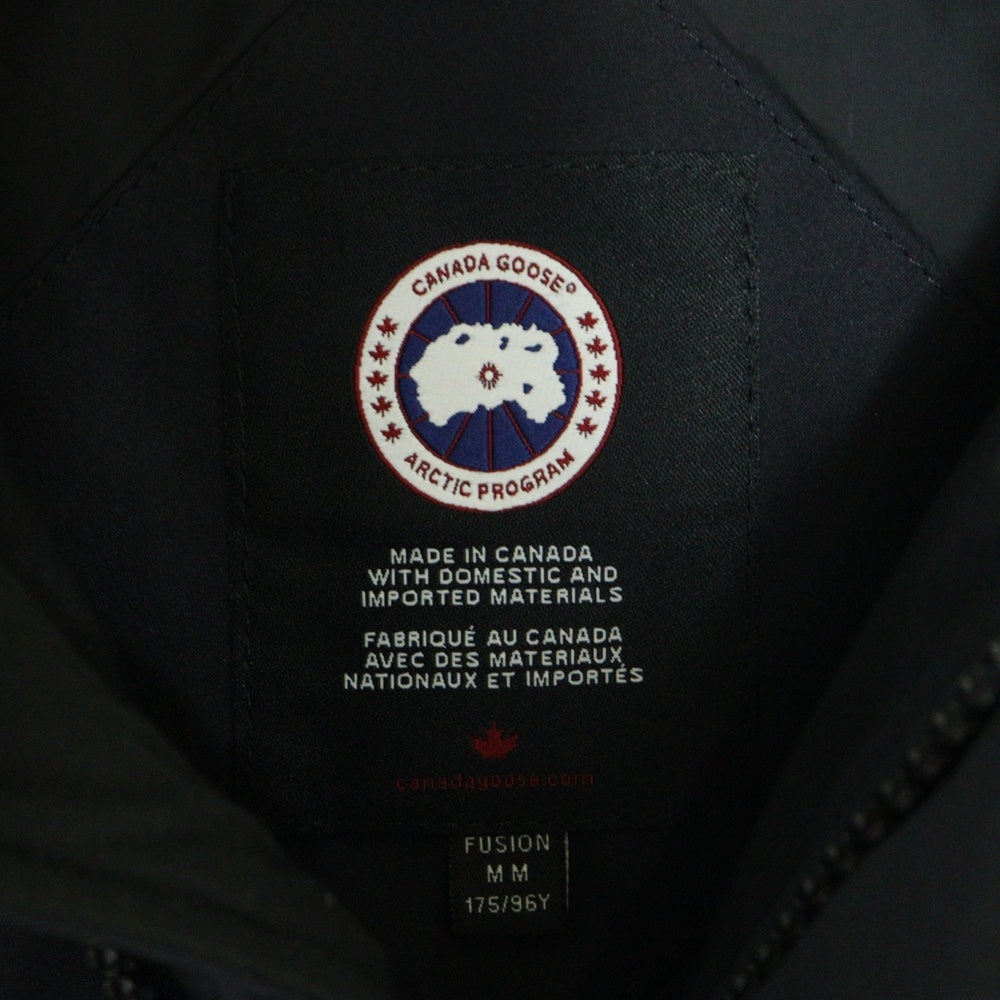 CANADA GOOSE®
ARCTIC PROGRAM
MADE IN CANADA
WITH DOMESTIC AND
IMPORTED MATERIALS
FABRIQUÉ AU CANADA
AVEC DES MATERIAUX
NATIONAUX ET IMPORTÉS
canadagoose.com
FUSION
M M
175/96Y